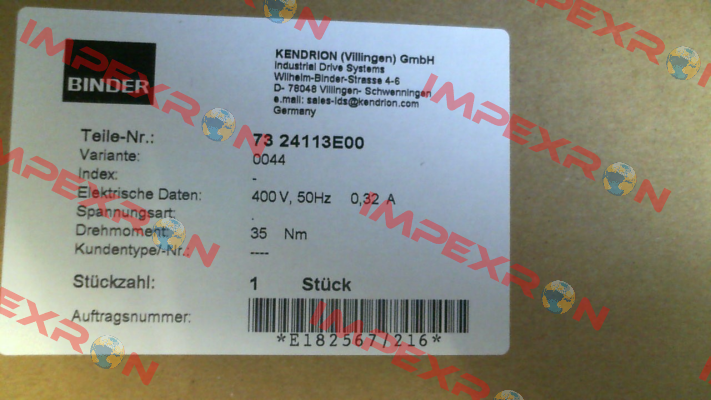 BINDER
KENDRION (Villingen) GmbH
Industrial Drive Systems
Wilhelm-Binder-Strasse 4-6
D- 78048 Villingen- Schwenningen
e.mail: sales-ids@kendrion.com
Germany
Teile-Nr.: 73 24113E00
Variante: 0044
Index: -
Elektrische Daten: 400 V, 50Hz 0,32 A
Spannungsart: .
Drehmoment: 35 Nm
Kundentype/-Nr.: ----
Stückzahl: 1 Stück
Auftragsnummer:
*E182567/216*
IMPEXRON
IMPEXRON
IMPEXRON
IMPEXRON
IMPEXRON